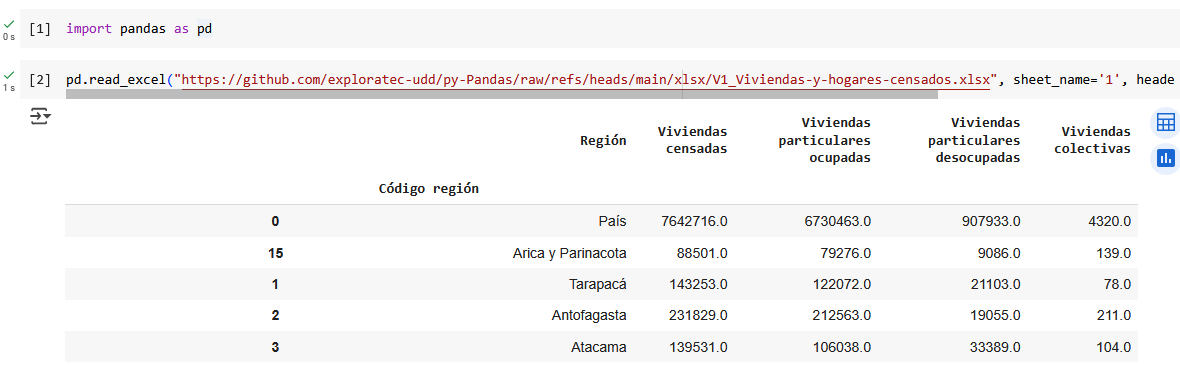 [1] import pandas as pd
0 s
[2] pd.read_excel("https://github.com/exploratec-udd/py-Pandas/raw/refs/heads/main/xlsx/V1_Viviendas-y-hogares-censados.xlsx", sheet_name='1', heade
1 s
Región Viviendas censadas Viviendas particulares ocupadas Viviendas particulares desocupadas Viviendas colectivas
Código región
0 País 7642716.0 6730463.0 907933.0 4320.0
15 Arica y Parinacota 88501.0 79276.0 9086.0 139.0
1 Tarapacá 143253.0 122072.0 21103.0 78.0
2 Antofagasta 231829.0 212563.0 19055.0 211.0
3 Atacama 139531.0 106038.0 33389.0 104.0